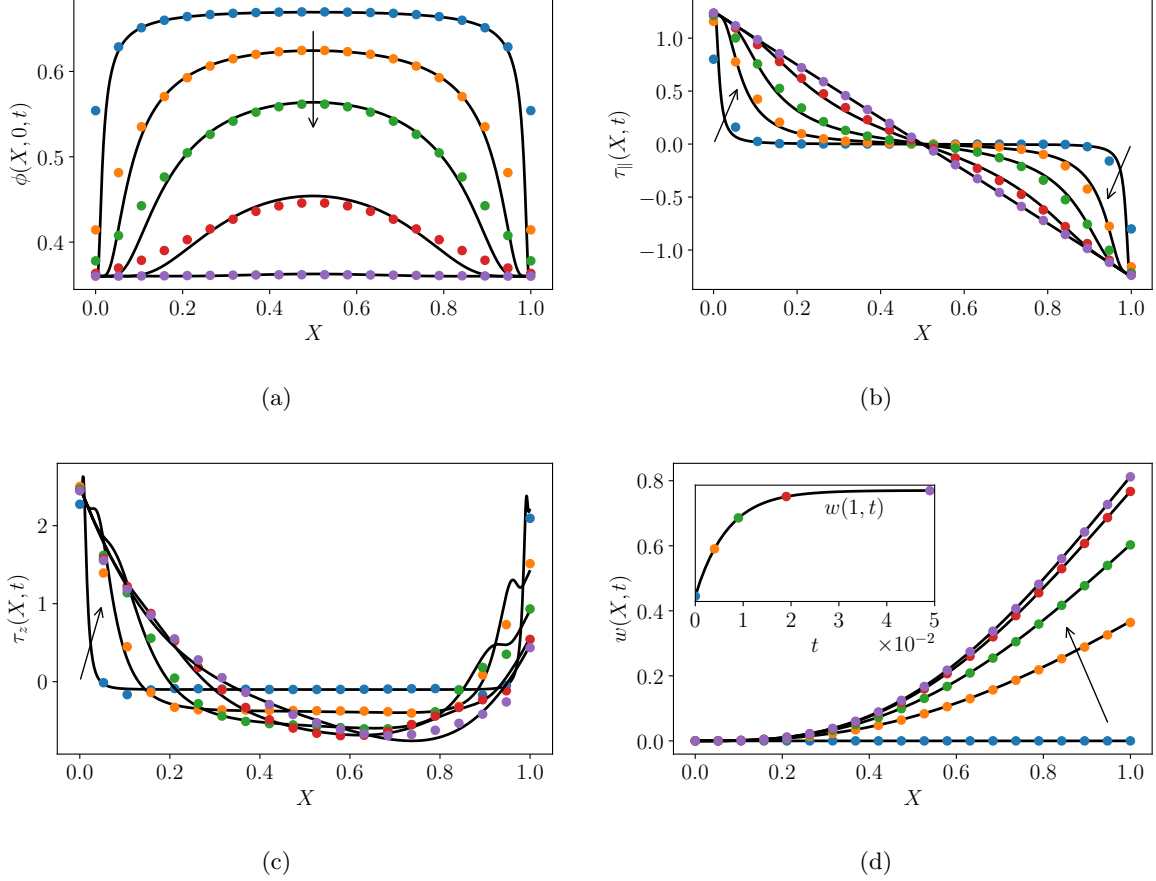 0.6
0.5
0.4
ϕ(X, 0, t)
0.0 0.2 0.4 0.6 0.8 1.0
X
(a)
1.0
0.5
0.0
−0.5
−1.0
τ∥(X, t)
0.0 0.2 0.4 0.6 0.8 1.0
X
(b)
2
1
0
τz(X, t)
0.0 0.2 0.4 0.6 0.8 1.0
X
(c)
0.8
0.6
0.4
0.2
0.0
w(X, t)
w(1, t)
0 1 2 3 4 5
t
×10−2
0.0 0.2 0.4 0.6 0.8 1.0
X
(d)